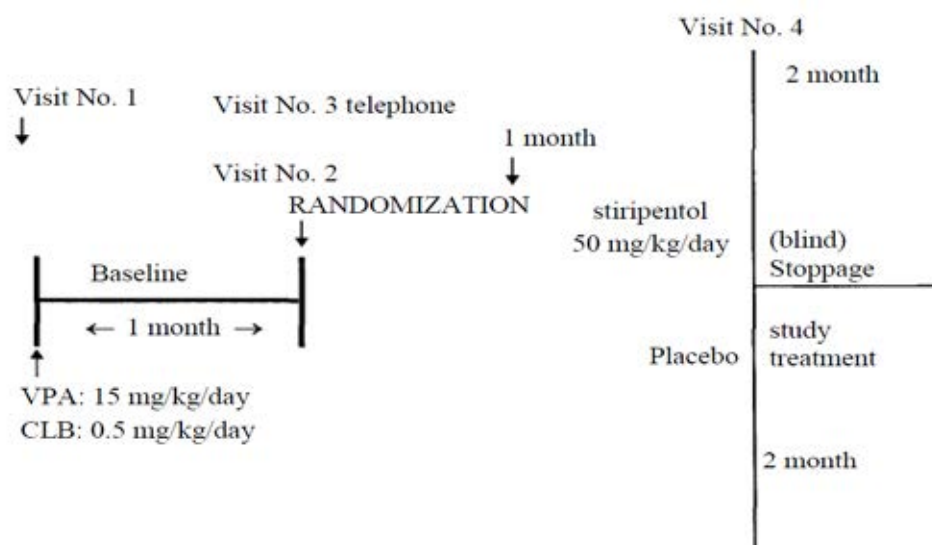 Visit No. 4
2 month
Visit No. 1
Visit No. 3 telephone
1 month
Visit No. 2
RANDOMIZATION
stiripentol
50 mg/kg/day
(blind)
Stoppage
Baseline
← 1 month →
Placebo
study
treatment
VPA: 15 mg/kg/day
CLB: 0.5 mg/kg/day
2 month